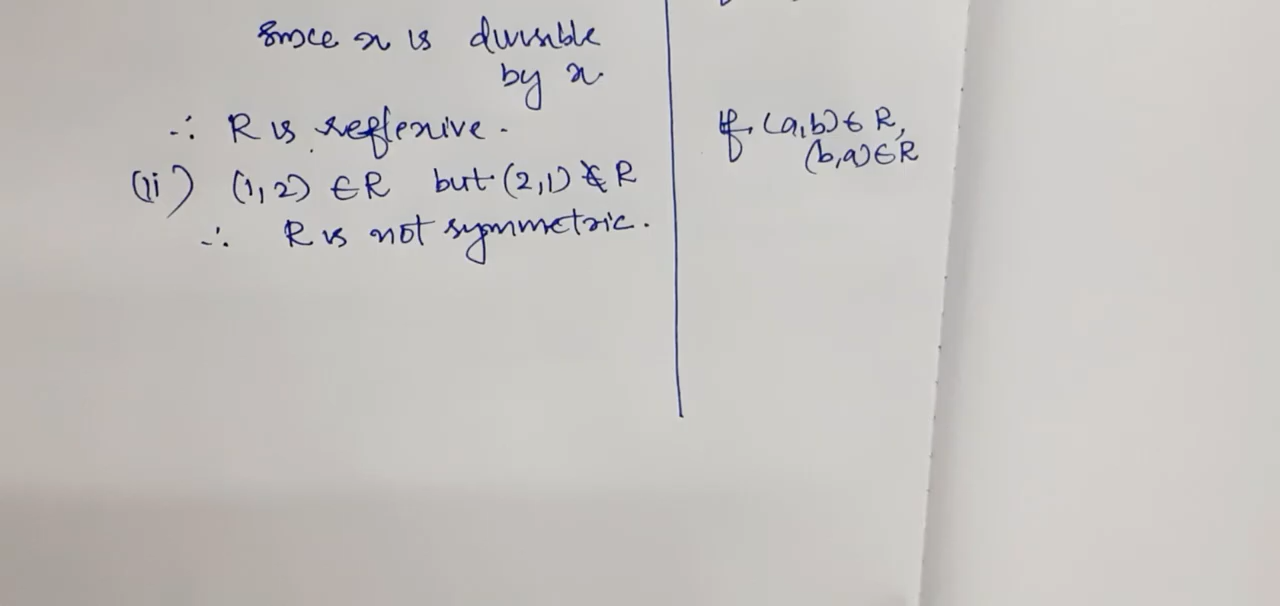 since x is divisible
by x.
∴ R is reflexive.
(ii) (1,2) ∈R but (2,1) ∉ R
∴ R is not symmetric.
If (a,b) ∈ R,
(b,a) ∈R